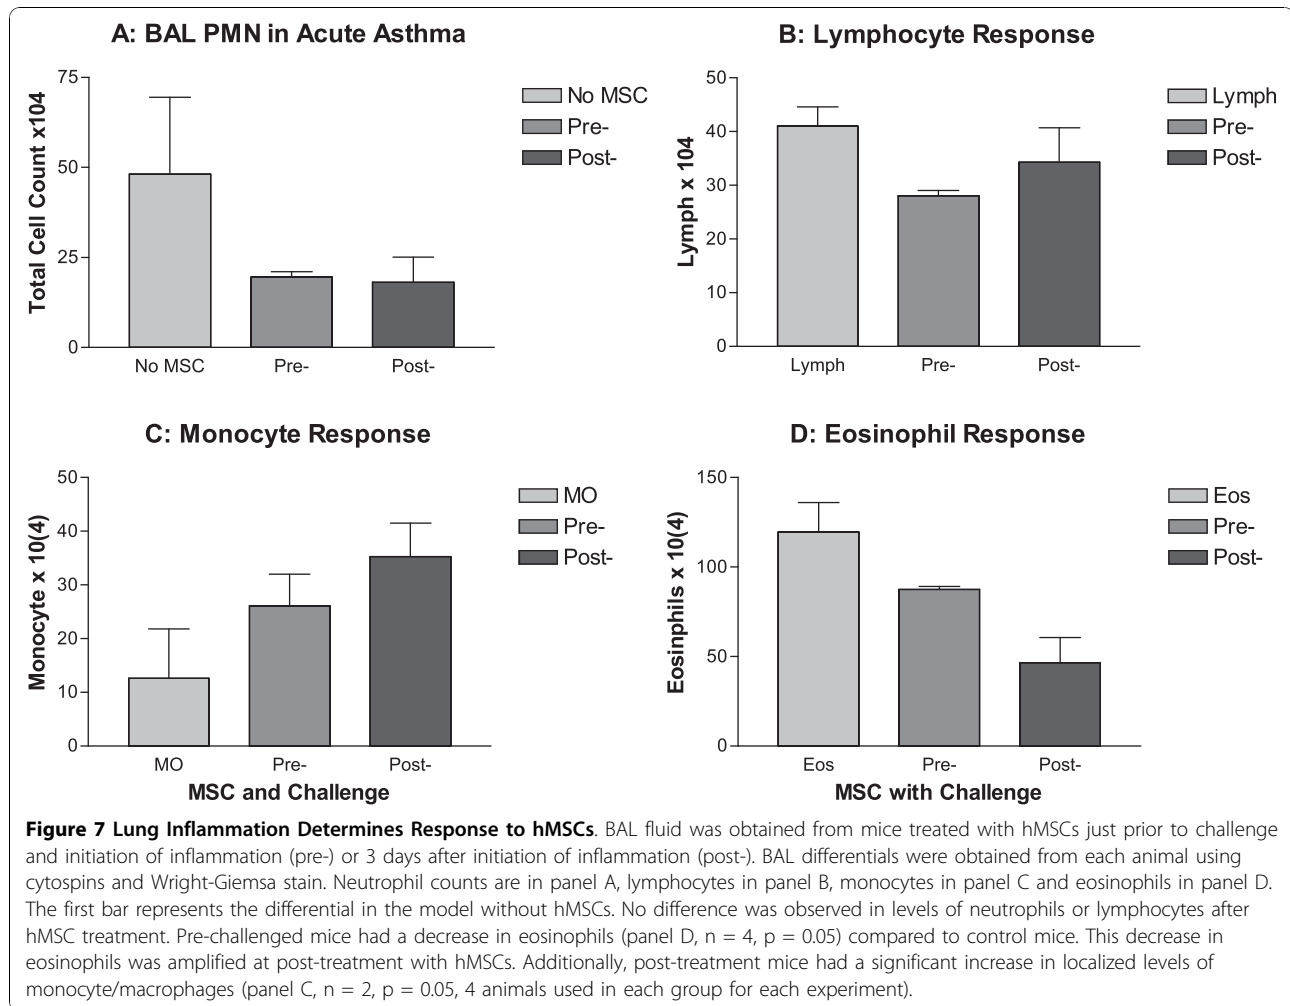 A: BAL PMN in Acute Asthma
75
50
25
0
Total Cell Count x104
No MSC
Pre-
Post-
No MSC
Pre-
Post-
B: Lymphocyte Response
50
40
30
20
10
0
Lymph x 104
Lymph
Pre-
Post-
Lymph
Pre-
Post-
C: Monocyte Response
50
40
30
20
10
0
Monocyte x 10(4)
MO
Pre-
Post-
MO
Pre-
Post-
MSC and Challenge
D: Eosinophil Response
150
100
50
0
Eosinphils x 10(4)
Eos
Pre-
Post-
Eos
Pre-
Post-
MSC with Challenge
Figure 7 Lung Inflammation Determines Response to hMSCs. BAL fluid was obtained from mice treated with hMSCs just prior to challenge
and initiation of inflammation (pre-) or 3 days after initiation of inflammation (post-). BAL differentials were obtained from each animal using
cytospins and Wright-Giemsa stain. Neutrophil counts are in panel A, lymphocytes in panel B, monocytes in panel C and eosinophils in panel D.
The first bar represents the differential in the model without hMSCs. No difference was observed in levels of neutrophils or lymphocytes after
hMSC treatment. Pre-challenged mice had a decrease in eosinophils (panel D, n = 4, p = 0.05) compared to control mice. This decrease in
eosinophils was amplified at post-treatment with hMSCs. Additionally, post-treatment mice had a significant increase in localized levels of
monocyte/macrophages (panel C, n = 2, p = 0.05, 4 animals used in each group for each experiment).